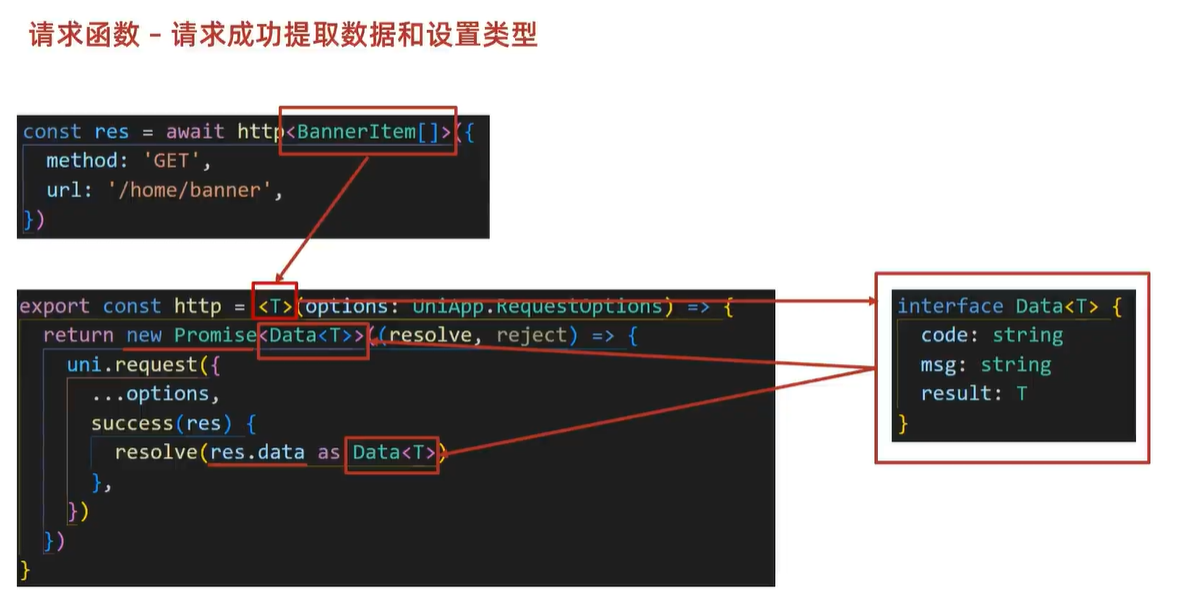 请求函数 – 请求成功提取数据和设置类型
const res = await http<BannerItem[]>({
method: 'GET',
url: '/home/banner',
})
export const http = <T>(options: UniApp.RequestOptions) => {
return new Promise<Data<T>>((resolve, reject) => {
uni.request({
...options,
success(res) {
resolve(res.data as Data<T>)
},
})
})
}
interface Data<T> {
code: string
msg: string
result: T
}